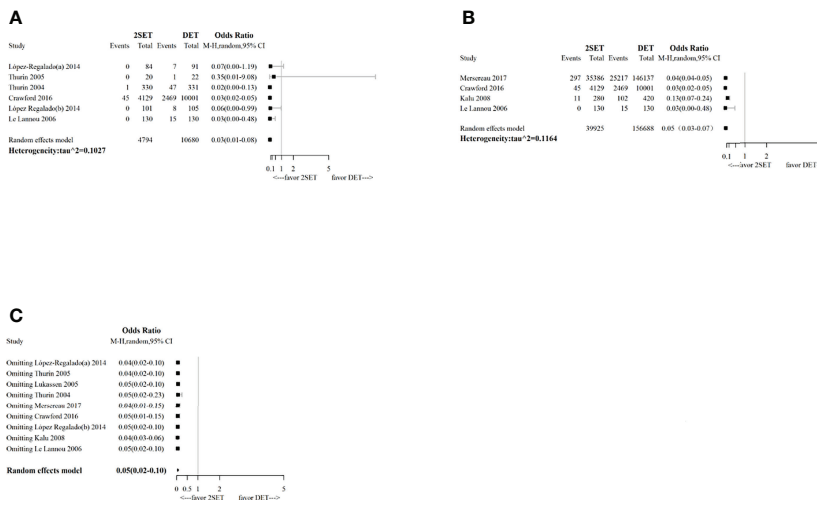 A
2SET DET Odds Ratio
Study Events Total Events Total M-H,random,95% CI
López-Regalado(a) 2014 0 84 7 91 0.07(0.00-1.19)
Thurin 2005 0 20 1 22 0.35(0.01-9.08)
Thurin 2004 1 330 47 331 0.02(0.00-0.13)
Crawford 2016 45 4129 2469 10001 0.03(0.02-0.05)
López Regalado(b) 2014 0 101 8 105 0.06(0.00-0.99)
Le Lannou 2006 0 130 15 130 0.03(0.00-0.48)
Random effects model 4794 10680 0.03(0.01-0.08)
Heterogeneity:tau^2=0.1027
0.1 1 2 5
<---favor 2SET favor DET--->
B
2SET DET Odds Ratio
Study Events Total Events Total M-H,random,95% CI
Mersereau 2017 297 35386 25217 146137 0.04(0.04-0.05)
Crawford 2016 45 4129 2469 10001 0.03(0.02-0.05)
Kalu 2008 11 280 102 420 0.13(0.07-0.24)
Le Lannou 2006 0 130 15 130 0.03(0.00-0.48)
Random effects model 39925 156688 0.05 (0.03-0.07)
Heterogeneity:tau^2=0.1164
0.1 1 2
<---favor 2SET favor DET
C
Odds Ratio
Study M-H,random,95% CI
Omitting López-Regalado(a) 2014 0.04(0.02-0.10)
Omitting Thurin 2005 0.04(0.02-0.10)
Omitting Lukassen 2005 0.05(0.02-0.10)
Omitting Thurin 2004 0.05(0.02-0.23)
Omitting Mersereau 2017 0.04(0.01-0.15)
Omitting Crawford 2016 0.05(0.01-0.15)
Omitting López Regalado(b) 2014 0.05(0.02-0.10)
Omitting Kalu 2008 0.04(0.03-0.06)
Omitting Le Lannou 2006 0.05(0.02-0.10)
Random effects model 0.05(0.02-0.10)
0 0.5 1 2 5
<---favor 2SET favor DET--->